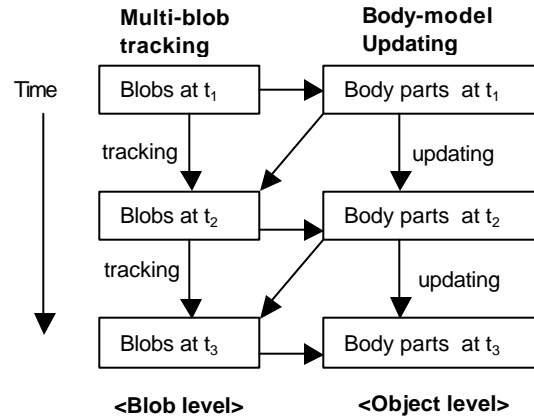 Multi-blob tracking
Body-model Updating
Time
Blobs at t₁
Body parts at t₁
tracking
updating
Blobs at t₂
Body parts at t₂
tracking
updating
Blobs at t₃
Body parts at t₃
<Blob level>
<Object level>